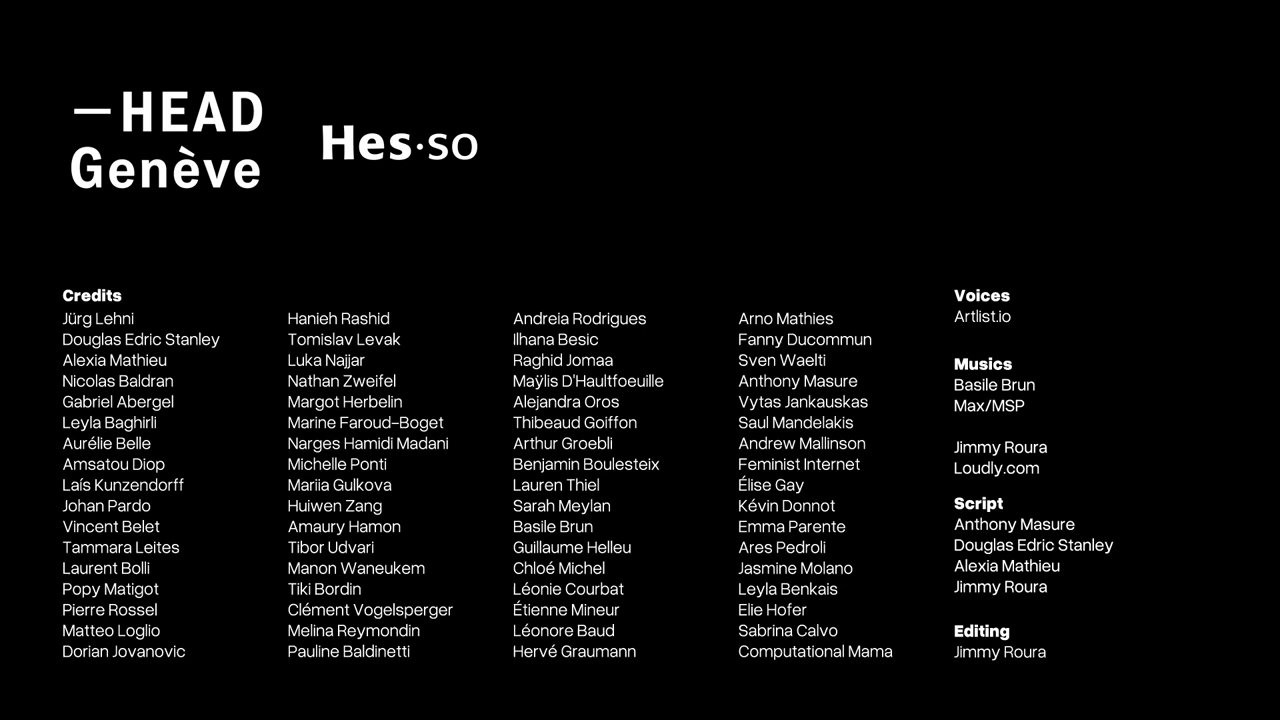 —HEAD
Genève
Hes·so
Credits
Jürg Lehni
Douglas Edric Stanley
Alexia Mathieu
Nicolas Baldran
Gabriel Abergel
Leyla Baghirli
Aurélie Belle
Amsatou Diop
Laís Kunzendorff
Johan Pardo
Vincent Belet
Tammara Leites
Laurent Bolli
Popy Matigot
Pierre Rossel
Matteo Loglio
Dorian Jovanovic
Hanieh Rashid
Tomislav Levak
Luka Najjar
Nathan Zweifel
Margot Herbelin
Marine Faroud-Boget
Narges Hamidi Madani
Michelle Ponti
Mariia Gulkova
Huiwen Zang
Amaury Hamon
Tibor Udvari
Manon Waneukem
Tiki Bordin
Clément Vogelsperger
Melina Reymondin
Pauline Baldinetti
Andreia Rodrigues
Ilhana Besic
Raghid Jomaa
Maÿlis D'Haultfoeuille
Alejandra Oros
Thibeaud Goiffon
Arthur Groebli
Benjamin Boulesteix
Lauren Thiel
Sarah Meylan
Basile Brun
Guillaume Helleu
Chloé Michel
Léonie Courbat
Étienne Mineur
Léonore Baud
Hervé Graumann
Arno Mathies
Fanny Ducommun
Sven Waelti
Anthony Masure
Vytas Jankauskas
Saul Mandelakis
Andrew Mallinson
Feminist Internet
Élise Gay
Kévin Donnot
Emma Parente
Ares Pedroli
Jasmine Molano
Leyla Benkais
Elie Hofer
Sabrina Calvo
Computational Mama
Voices
Artlist.io
Musics
Basile Brun
Max/MSP
Jimmy Roura
Loudly.com
Script
Anthony Masure
Douglas Edric Stanley
Alexia Mathieu
Jimmy Roura
Editing
Jimmy Roura